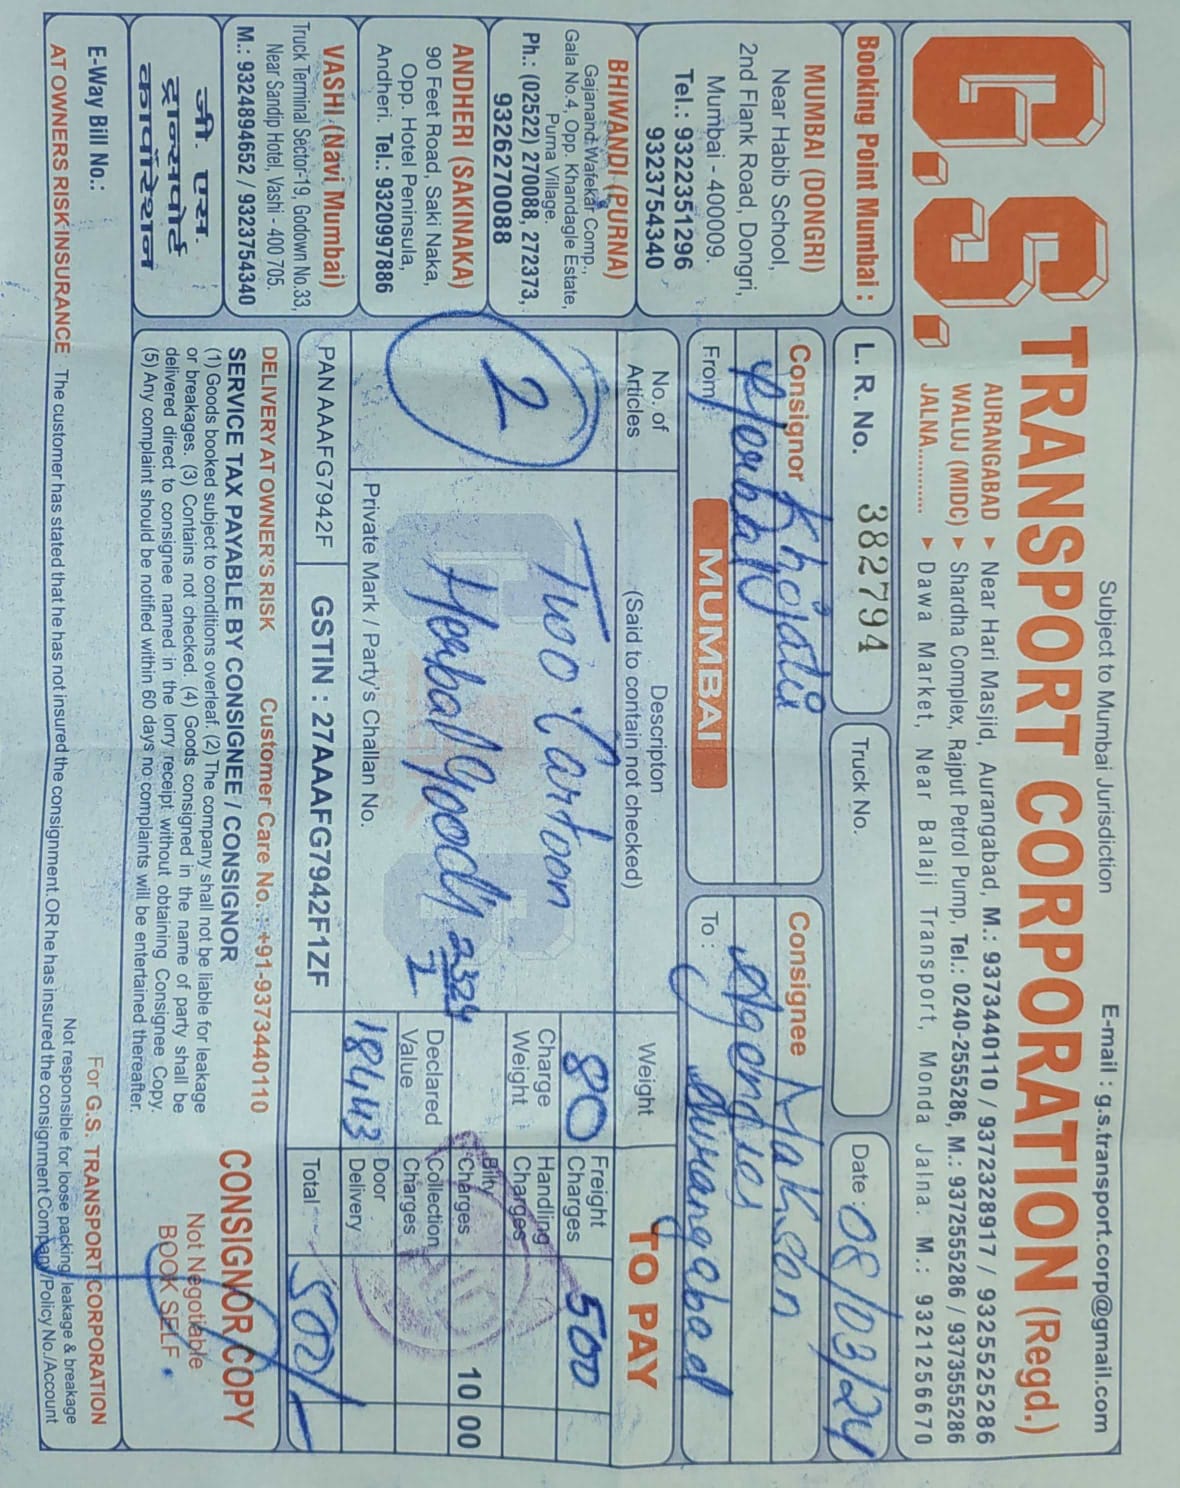 Subject to Mumbai Jurisdiction
E-mail : g.s.transport.corp@gmail.com
G.S. TRANSPORT CORPORATION (Regd.)
AURANGABAD ► Near Hari Masjid, Aurangabad, M.: 9373440110 / 9372328917 / 9325525286
WALUJ (MIDC) ► Shardha Complex, Rajput Petrol Pump, Tel.: 0240-2555286, M.: 9372555286 / 9373555286
JALNA........... ► Dawa Market, Near Balaji Transport, Monda Jalna. M.: 9321256670
Booking Point Mumbai :
L. R. No. 382794
Truck No.
Date : 08/03/24
MUMBAI (DONGRI)
Near Habib School,
2nd Flank Road, Dongri,
Mumbai - 400009.
Tel.: 9322351296
9323754340
BHIWANDI (PURNA)
Gajanand Wafekar Comp.,
Gala No.4, Opp. Khandagle Estate,
Purna Village.
Ph.: (02522) 270088, 272373,
9326270088
ANDHERI (SAKINAKA)
90 Feet Road, Saki Naka,
Opp. Hotel Peninsula,
Andheri. Tel.: 9320997886
VASHI (Navi Mumbai)
Truck Terminal Sector-19, Godown No.33,
Near Sandip Hotel, Vashi - 400 705.
M.: 9324894652 / 9323754340
जी. एस.
ट्रान्सपोर्ट
कार्पोरेशन
Consignor Khojati
Herbal
From MUMBAI
Consignee Makson
Agencies
To : Aurangabad
No. of
Articles
Descripton
(Said to contain not checked)
Weight
TO PAY
2
Two Cartoon
Herbal goods
2324
1
80
Charge
Weight
Declared
Value
18443
Freight
Charges 500
Handling
Charges
Bilty
Charges 10 00
Collection
Charges
Door
Delivery
Total 500/-
Private Mark / Party's Challan No.
PAN AAAFG7942F
GSTIN : 27AAAFG7942F1ZF
DELIVERY AT OWNER'S RISK Customer Care No. : +91-9373440110
SERVICE TAX PAYABLE BY CONSIGNEE / CONSIGNOR
(1) Goods booked subject to conditions overleaf. (2) The company shall not be liable for leakage
or breakages. (3) Contains not checked. (4) Goods consigned in the name of party shall be
delivered direct to consignee named in the lorry receipt without obtaining Consignee Copy.
(5) Any complaint should be notified within 60 days no complaints will be entertained thereafter.
CONSIGNOR COPY
Not Negotiable
BOOK SELF
E-Way Bill No.:
For G.S. TRANSPORT CORPORATION
Not responsible for loose packing leakage & breakage
AT OWNERS RISK INSURANCE The customer has stated that he has not insured the consignment OR he has insured the consignment Company/Policy No./Account